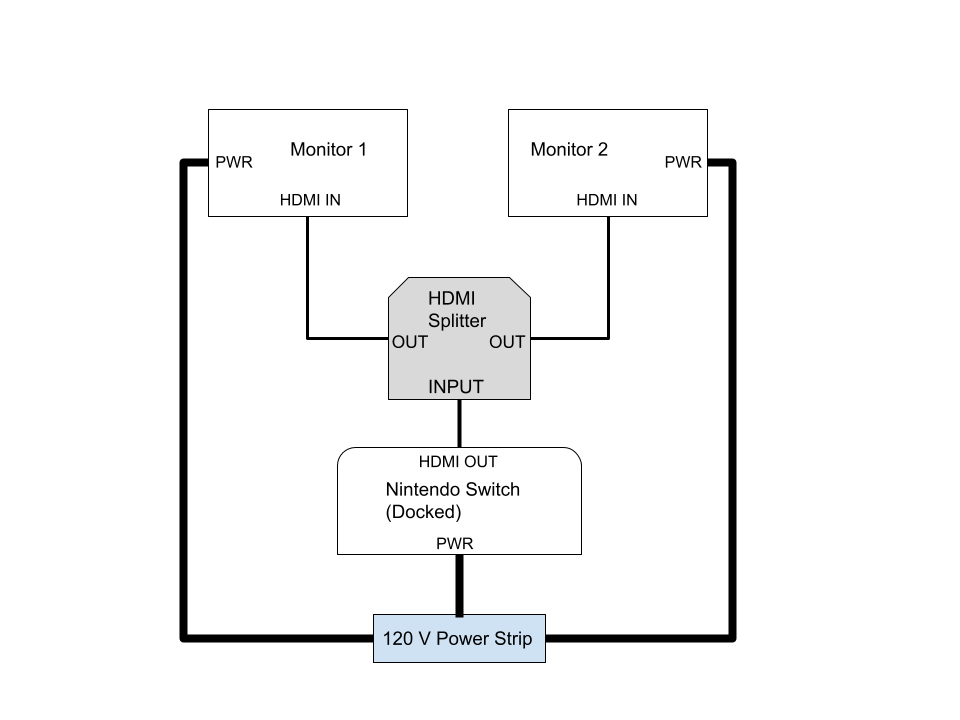 Monitor 1
PWR
HDMI IN
Monitor 2
PWR
HDMI IN
HDMI
Splitter
OUT
OUT
INPUT
HDMI OUT
Nintendo Switch
(Docked)
PWR
120 V Power Strip